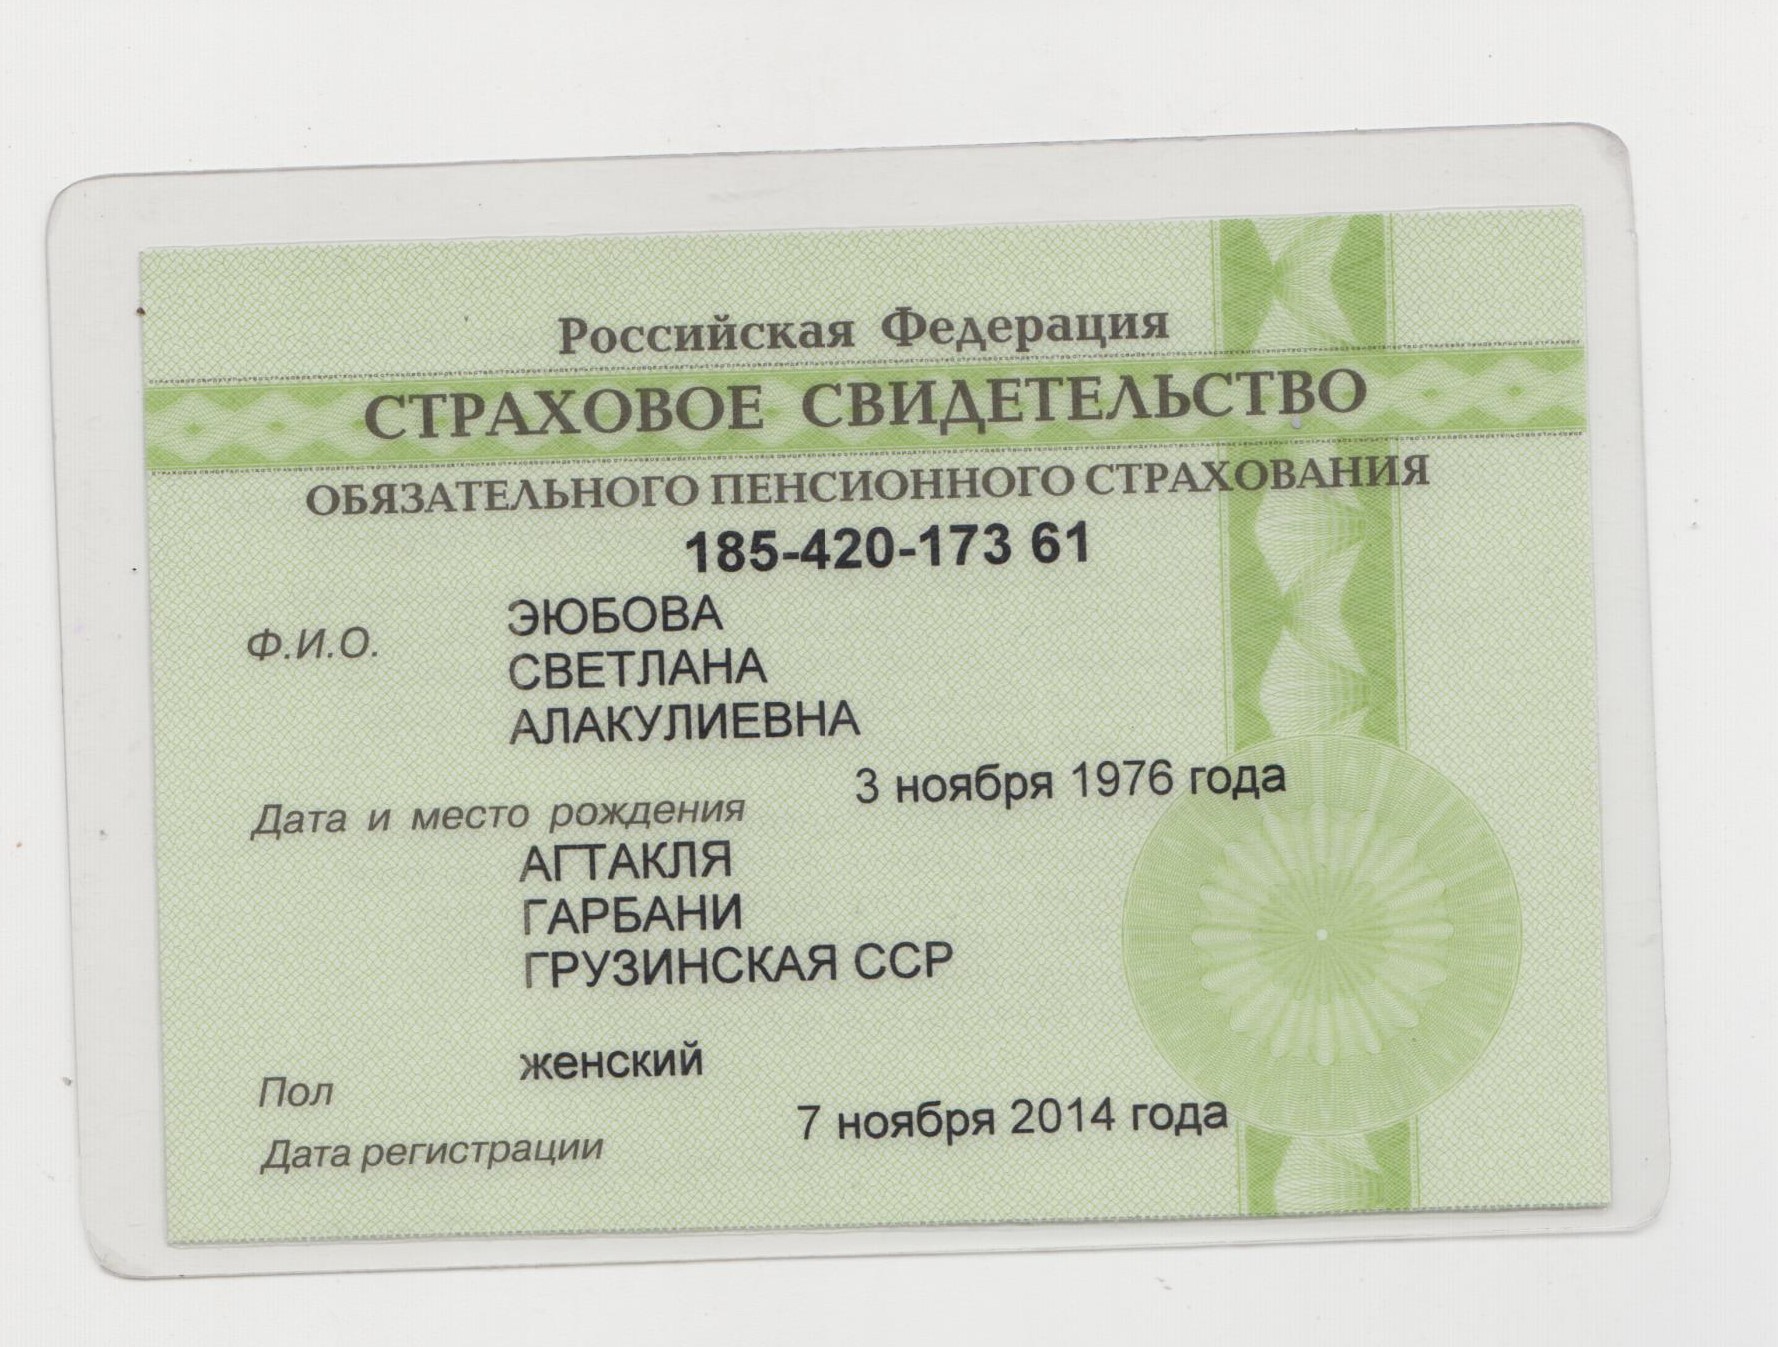 Российская Федерация
СТРАХОВОЕ СВИДЕТЕЛЬСТВО
ОБЯЗАТЕЛЬНОГО ПЕНСИОННОГО СТРАХОВАНИЯ
185-420-173 61
Ф.И.О.
ЭЮБОВА
СВЕТЛАНА
АЛАКУЛИЕВНА
Дата и место рождения 3 ноября 1976 года
АГТАКЛЯ
ГАРБАНИ
ГРУЗИНСКАЯ ССР
Пол женский
Дата регистрации 7 ноября 2014 года